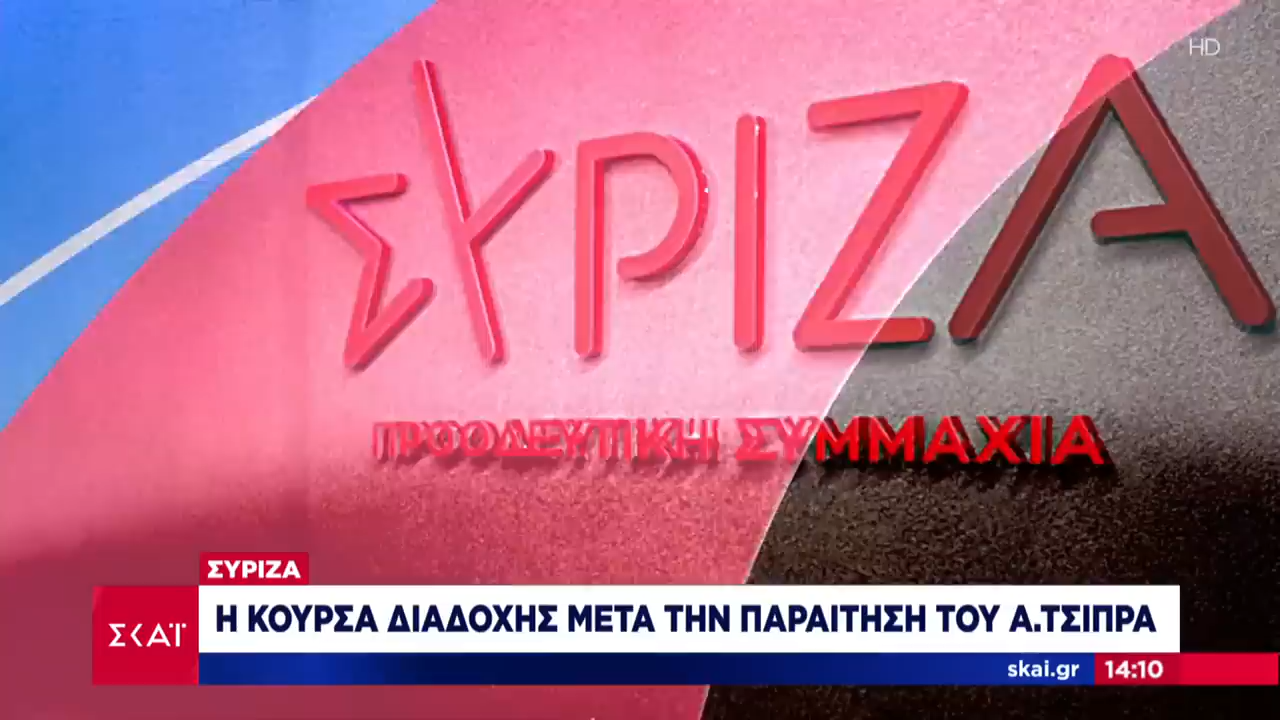 HD
ΣΥΡΙΖΑ
ΠΡΟΟΔΕΥΤΙΚΗ ΣΥΜΜΑΧΙΑ
ΣΥΡΙΖΑ
ΣΚΑΪ
Η ΚΟΥΡΣΑ ΔΙΑΔΟΧΗΣ ΜΕΤΑ ΤΗΝ ΠΑΡΑΙΤΗΣΗ ΤΟΥ Α.ΤΣΙΠΡΑ
skai.gr 14:10